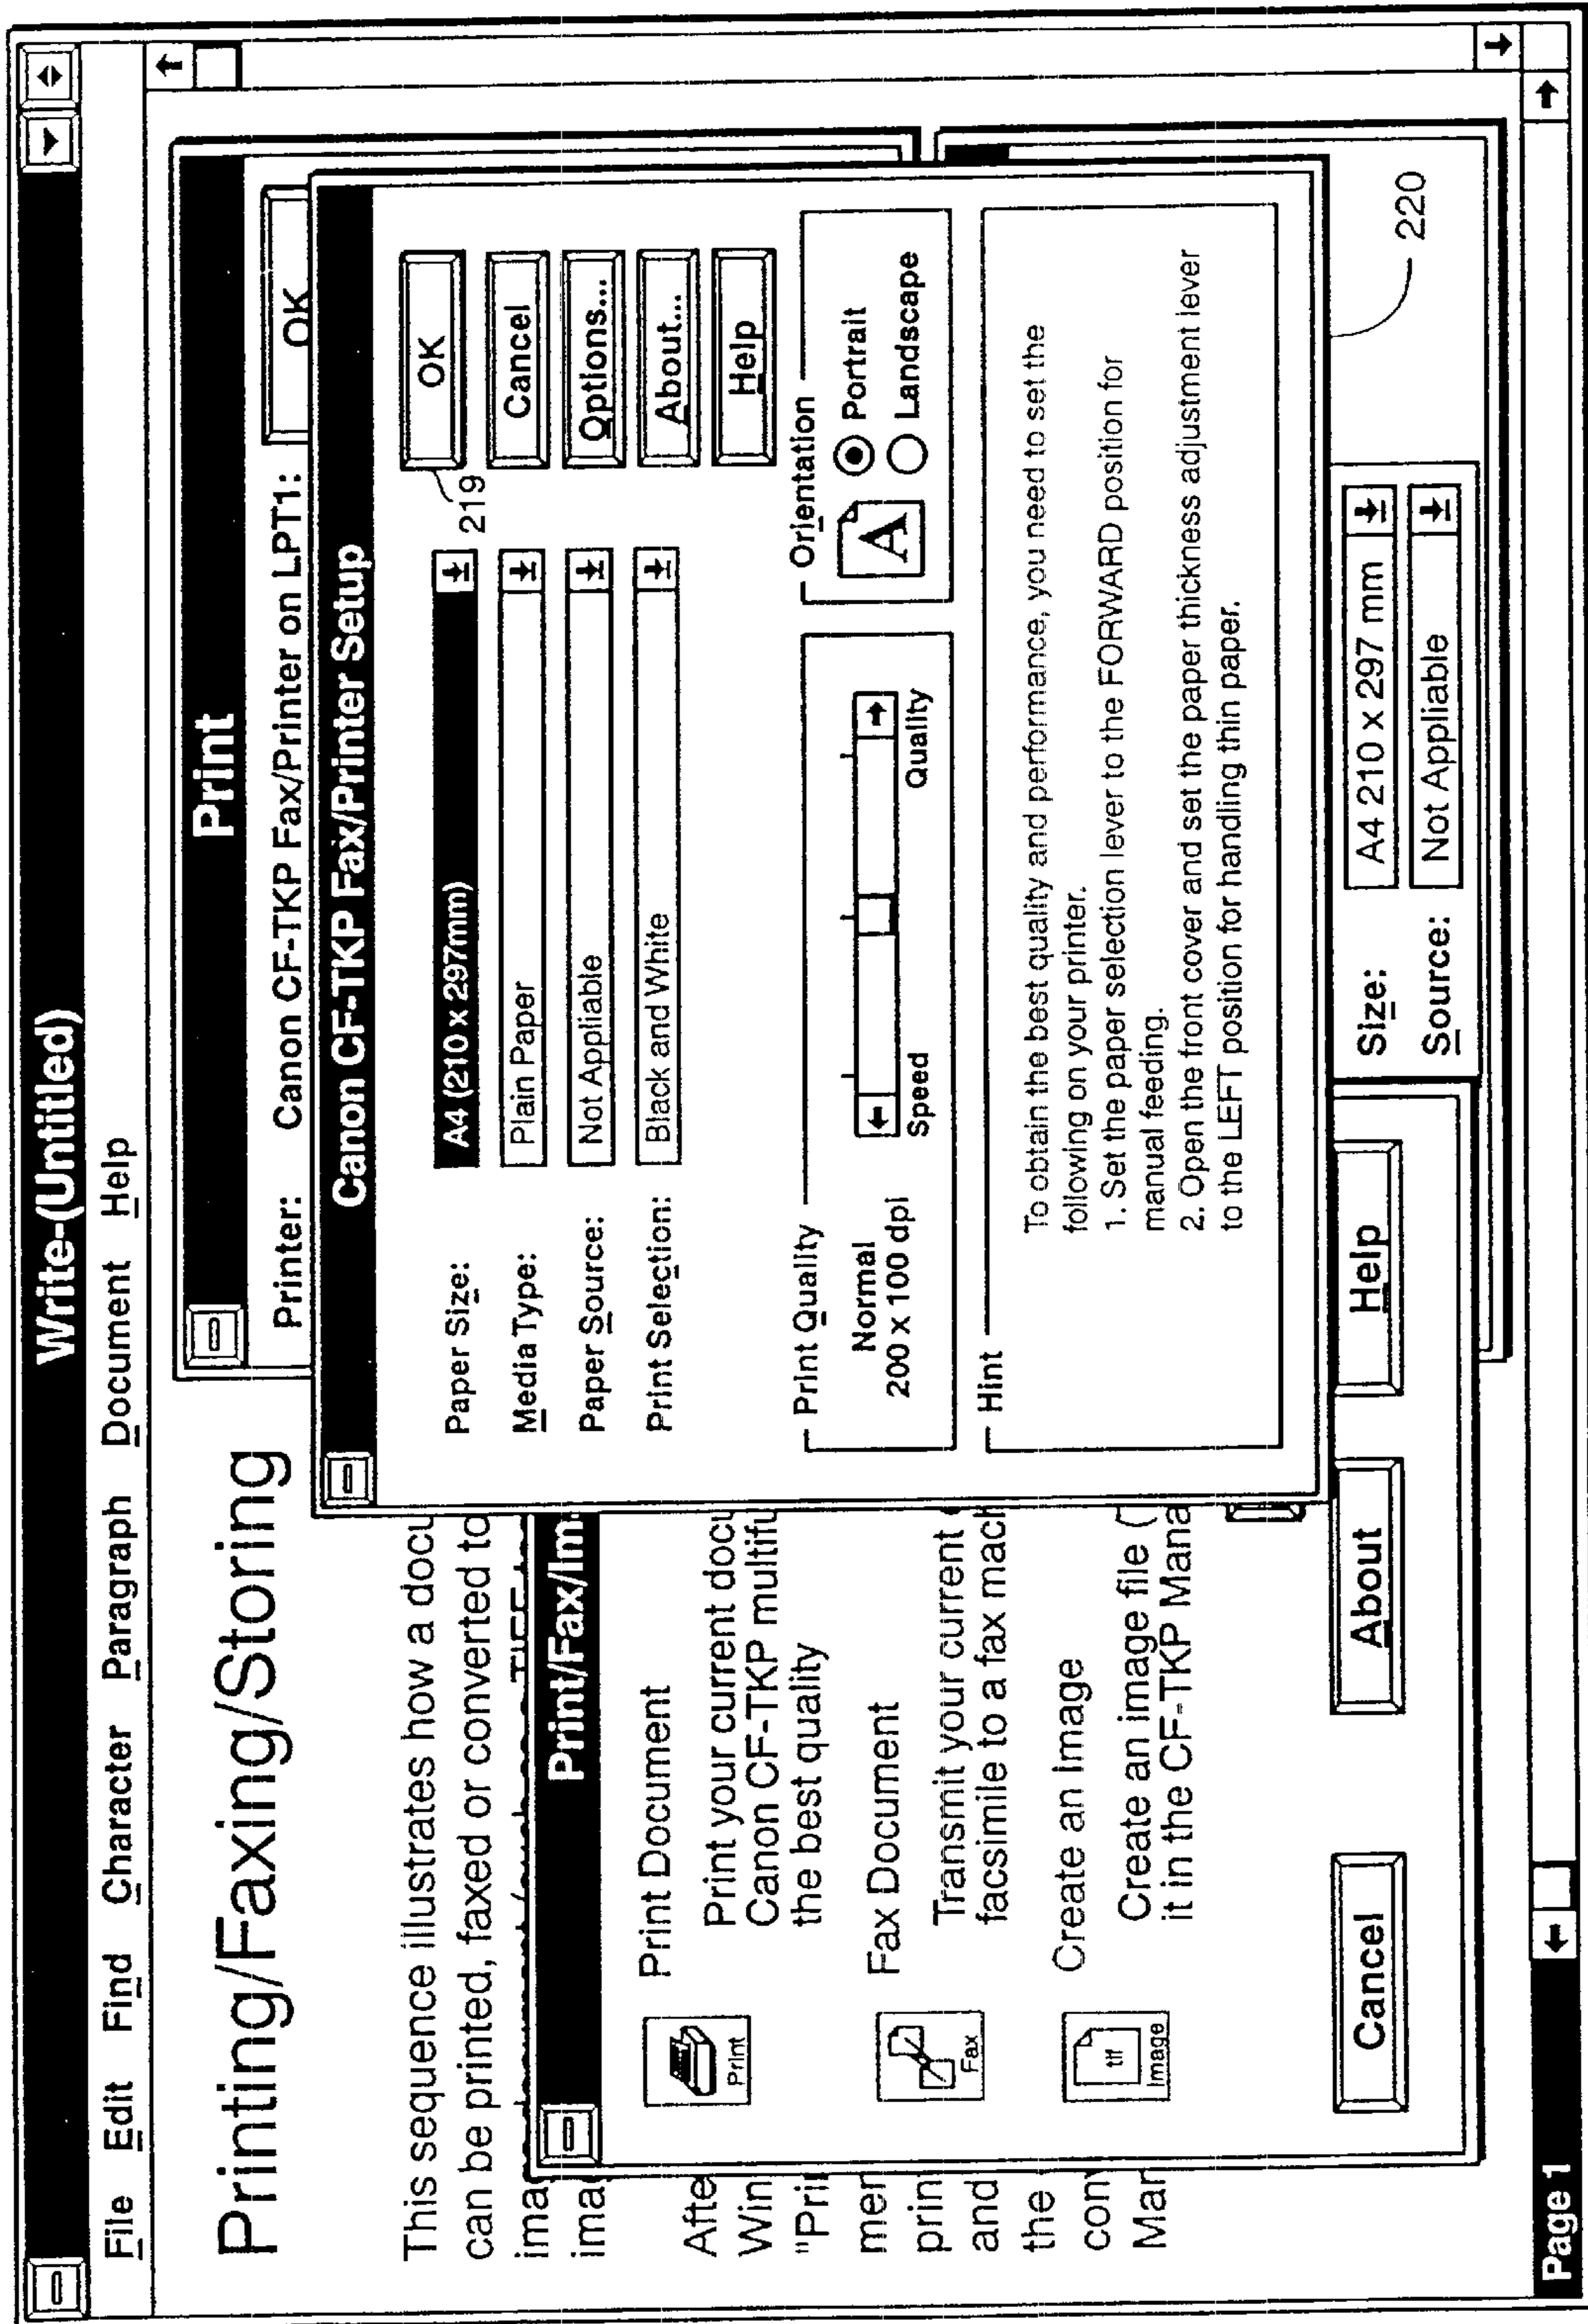 Write-(Untitled)
File Edit Find Character Paragraph Document Help
Printing/Faxing/Storing
This sequence illustrates how a docu
can be printed, faxed or converted to
ima
ima
Afte
Win
"Pri
mer
prin
and
the
con
Man
Print
Printer: Canon CF-TKP Fax/Printer on LPT1:
OK
Canon CF-TKP Fax/Printer Setup
Paper Size: A4 (210 x 297mm)
Media Type: Plain Paper
Paper Source: Not Appliable
Print Selection: Black and White
OK
219
Cancel
Options...
About...
Help
Print Quality
Normal
200 x 100 dpi
Speed
Quality
Orientation
A
Portrait
Landscape
Hint
To obtain the best quality and performance, you need to set the
following on your printer.
1. Set the paper selection lever to the FORWARD position for
manual feeding.
2. Open the front cover and set the paper thickness adjustment lever
to the LEFT position for handling thin paper.
Print/Fax/Im
Print
Print Document
Print your current docu
Canon CF-TKP multifu
the best quality
Fax
Fax Document
Transmit your current
facsimile to a fax mach
tif
Image
Create an Image
Create an image file (
it in the CF-TKP Mana
Cancel
About
Help
Size: A4 210 x 297 mm
Source: Not Appliable
220
Page 1